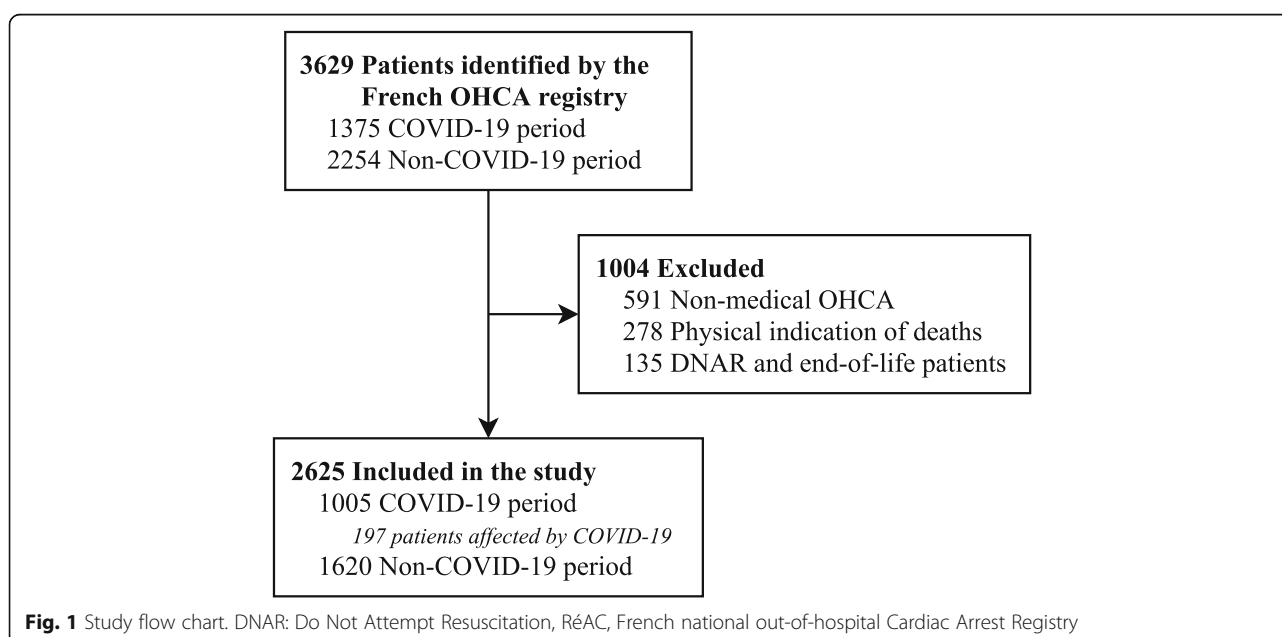 3629 Patients identified by the
French OHCA registry
1375 COVID-19 period
2254 Non-COVID-19 period
1004 Excluded
591 Non-medical OHCA
278 Physical indication of deaths
135 DNAR and end-of-life patients
2625 Included in the study
1005 COVID-19 period
197 patients affected by COVID-19
1620 Non-COVID-19 period
Fig. 1 Study flow chart. DNAR: Do Not Attempt Resuscitation, RéAC, French national out-of-hospital Cardiac Arrest Registry